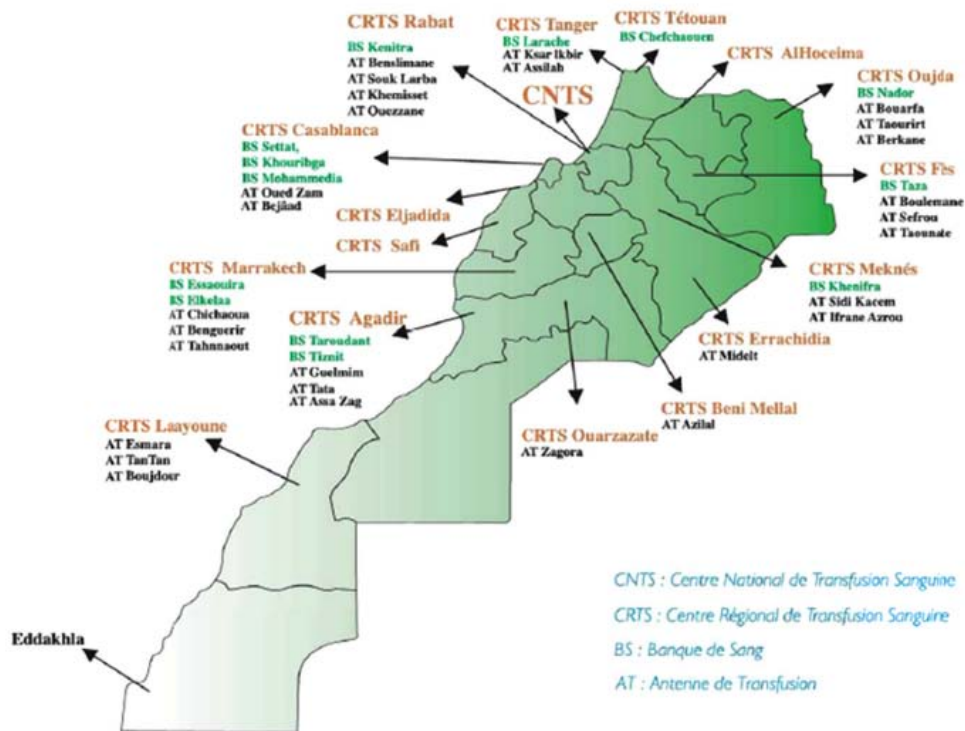 CRTS Rabat
BS Kenitra
AT Benslimane
AT Souk Larba
AT Khemisset
AT Ouezzane
CRTS Tanger
BS Larache
AT Ksar Ikbir
AT Assilah
CRTS Tétouan
BS Chefchaouen
CRTS AlHoceima
CNTS
CRTS Oujda
BS Nador
AT Bouarfa
AT Taourirt
AT Berkane
CRTS Casablanca
BS Settat,
BS Khouribga
BS Mohammedia
AT Oued Zam
AT Bejâad
CRTS Fès
BS Taza
AT Boulemane
AT Sefrou
AT Taounate
CRTS Eljadida
CRTS Safi
CRTS Marrakech
BS Essaouira
BS Elkelaa
AT Chichaoua
AT Benguerir
AT Tahnnaout
CRTS Meknés
BS Khenifra
AT Sidi Kacem
AT Ifrane Azrou
CRTS Agadir
BS Taroudant
BS Tiznit
AT Guelmim
AT Tata
AT Assa Zag
CRTS Errachidia
AT Midelt
CRTS Beni Mellal
AT Azilal
CRTS Laayoune
AT Esmara
AT TanTan
AT Boujdour
CRTS Ouarzazate
AT Zagora
Eddakhla
CNTS : Centre National de Transfusion Sanguine
CRTS : Centre Régional de Transfusion Sanguine
BS : Banque de Sang
AT : Antenne de Transfusion